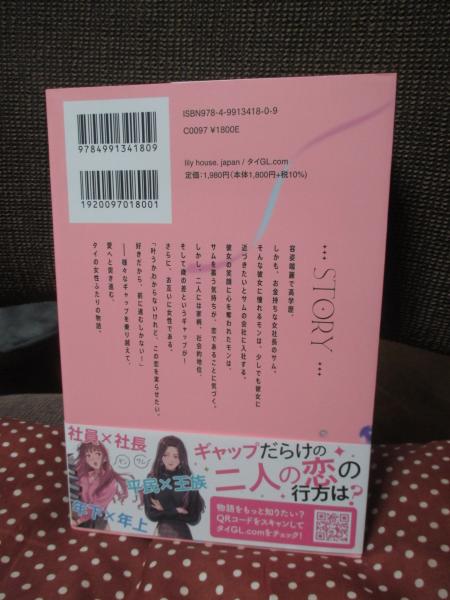 ISBN978-4-9913418-0-9
C0097 ¥1800E
9784991341809
1920097018001
lily house. japan / タイGL.com
定価:1,980円(本体1,800円+税10%)
STORY
容姿端麗で高学歴、
しかも、お金持ちな女社長のサム。
そんな彼女に憧れるモンは、少しでも彼女に
近づきたいとサムの会社に入社する。
彼女の笑顔に心を奪われたモンは、
サムを慕う気持ちが、恋であることに気づく。
しかし、二人には家柄、社会的地位、
そして歳の差というギャップが!
さらに、お互いに女性である。
「叶うかわからないけれど、この恋を実らせたい。
好きだから、前に進むしかない!」
――様々なギャップを乗り越えて、
愛へと突き進む、
タイの女性ふたりの物語。
社員×社長
モン
サム
平民×王族
年下×年上
ギャップだらけの
二人の恋の
行方は?
物語をもっと知りたい?
QRコードをスキャンして
タイGL.comをチェック!